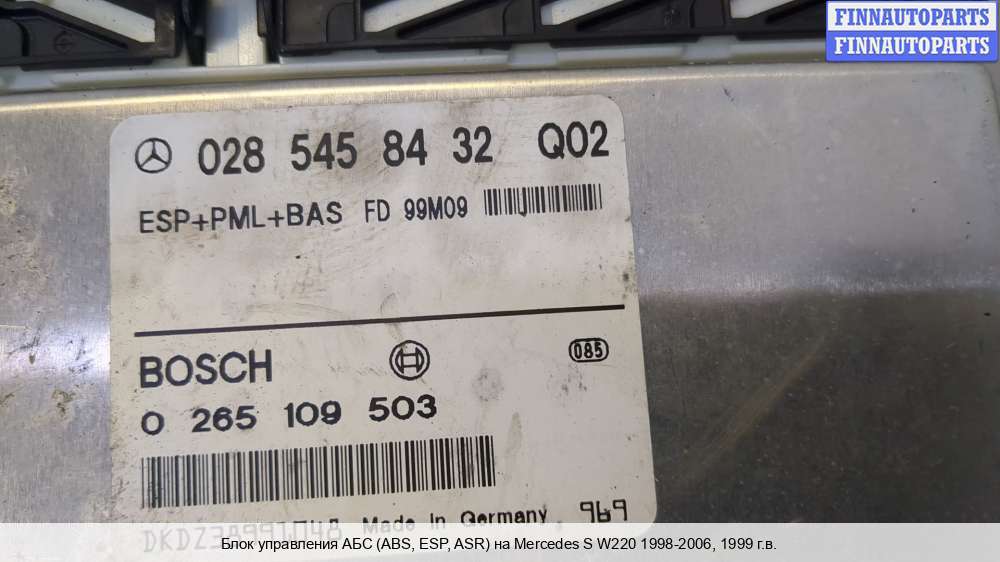 FINNAUTOPARTS
FINNAUTOPARTS
028 545 84 32 Q02
ESP+PML+BAS FD 99M09
BOSCH
085
0 265 109 503
Made in Germany. 969
Блок управления АБС (ABS, ESP, ASR) на Mercedes S W220 1998-2006, 1999 г.в.